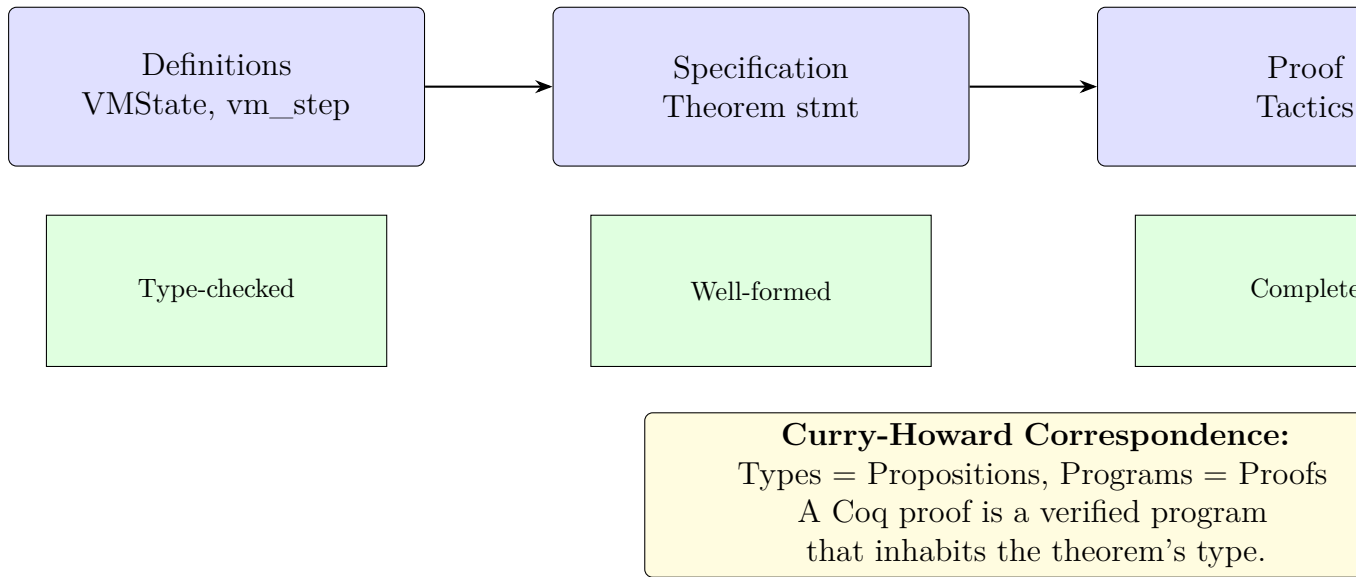 Definitions
VMState, vm_step
Specification
Theorem stmt
Proof
Tactics
Type-checked
Well-formed
Complete
Curry-Howard Correspondence:
Types = Propositions, Programs = Proofs
A Coq proof is a verified program
that inhabits the theorem's type.